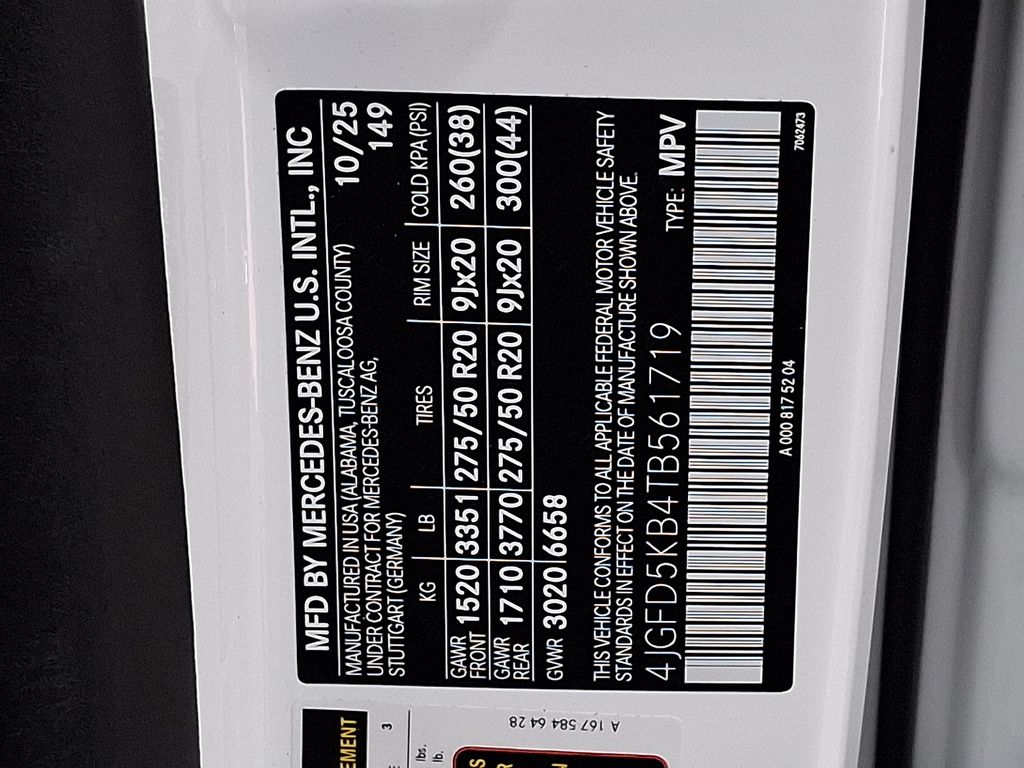 MFD BY MERCEDES-BENZ U.S. INTL., INC
MANUFACTURED IN USA (ALABAMA, TUSCALOOSA COUNTY) 10/25
UNDER CONTRACT FOR MERCEDES-BENZ AG, 149
STUTTGART (GERMANY)
KG LB TIRES RIM SIZE COLD KPA (PSI)
GAWR FRONT 1520 3351 275/50 R20 9Jx20 260(38)
GAWR REAR 1710 3770 275/50 R20 9Jx20 300(44)
GVWR 3020 6658
THIS VEHICLE CONFORMS TO ALL APPLICABLE FEDERAL MOTOR VEHICLE SAFETY
STANDARDS IN EFFECT ON THE DATE OF MANUFACTURE SHOWN ABOVE.
4JGFD5KB4TB561719 TYPE: MPV
A 000 817 52 04
7062473
A 167 584 64 28
3
lbs.
lb.